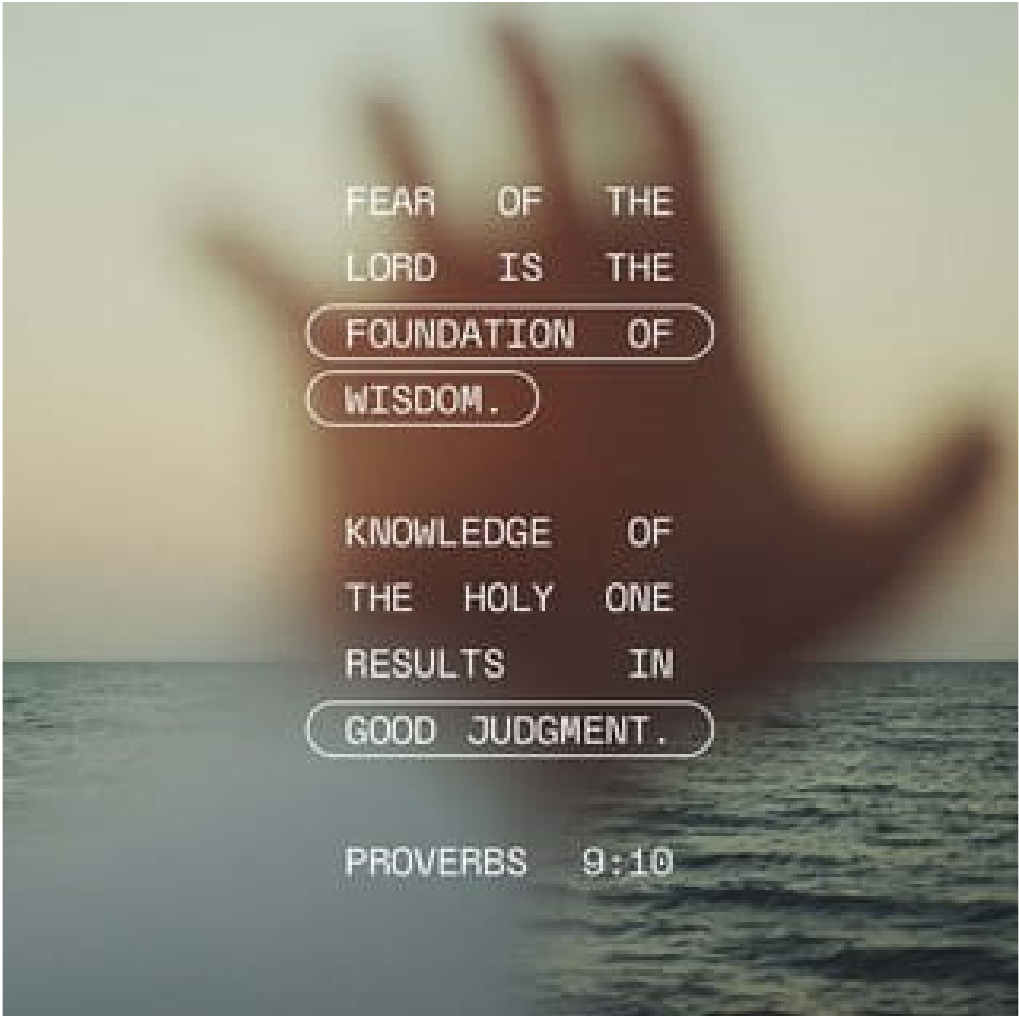 FEAR OF THE
LORD IS THE
FOUNDATION OF
WISDOM.
KNOWLEDGE OF
THE HOLY ONE
RESULTS IN
GOOD JUDGMENT.
PROVERBS 9:10